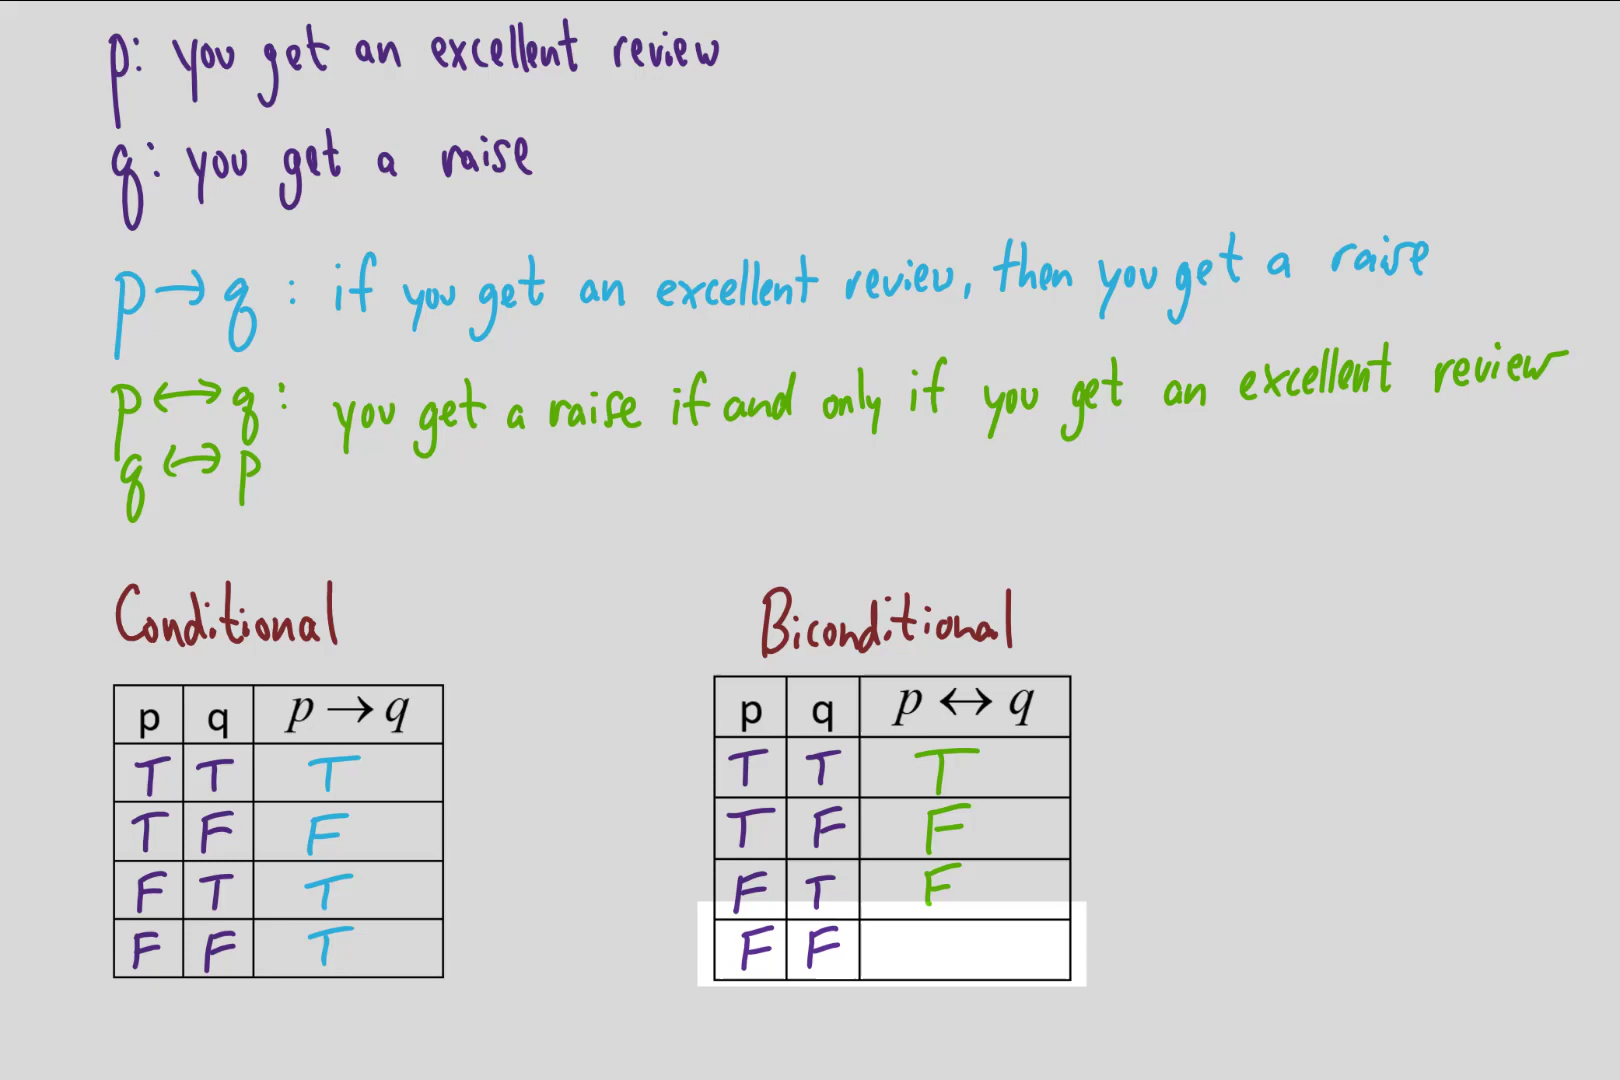 p: you get an excellent review
q: you get a raise
p → q : if you get an excellent review, then you get a raise
p ↔ q : you get a raise if and only if you get an excellent review
q ↔ p
Conditional
p q p → q
T T T
T F F
F T T
F F T
Biconditional
p q p ↔ q
T T T
T F F
F T F
F F